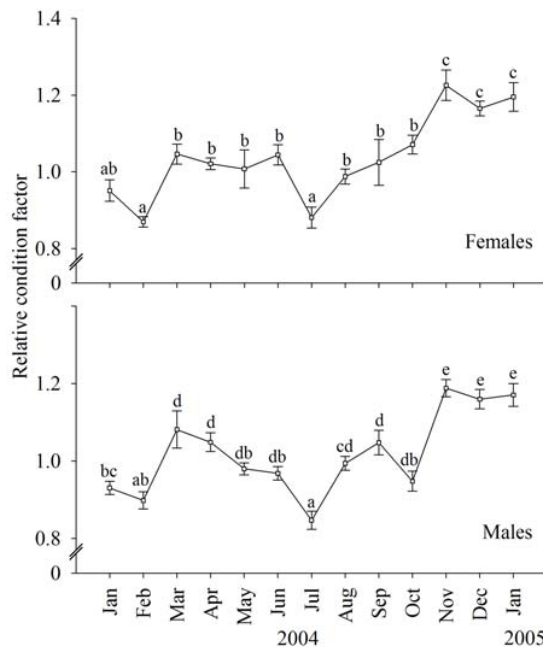 Relative condition factor
1.4
1.2
1.0
0.8
0
ab a b b b b a b b b c c c
Females
1.2
1.0
0.8
0
bc ab d d db db a cd d db e e e
Males
Jan Feb Mar Apr May Jun Jul Aug Sep Oct Nov Dec Jan
2004 2005